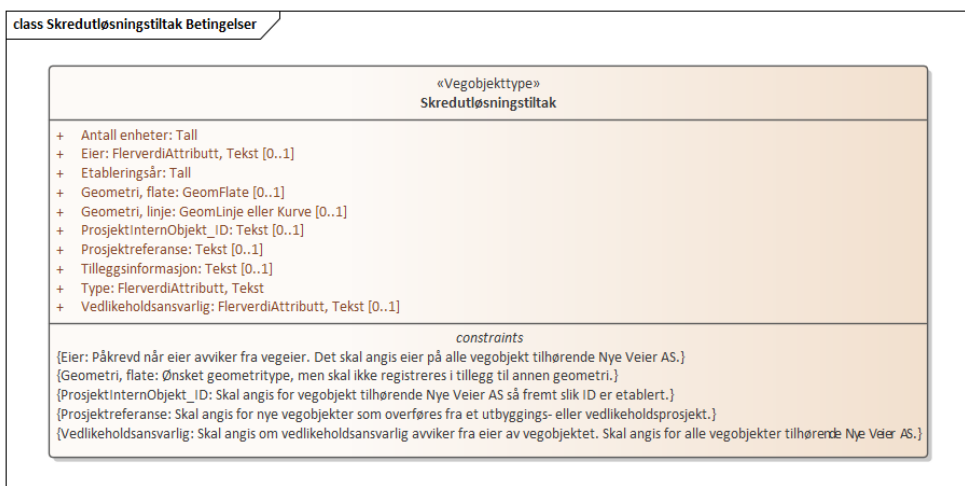 class Skredutløsningstiltak Betingelser
«Vegobjekttype»
Skredutløsningstiltak
+ Antall enheter: Tall
+ Eier: FlerverdiAttributt, Tekst [0..1]
+ Etableringsår: Tall
+ Geometri, flate: GeomFlate [0..1]
+ Geometri, linje: GeomLinje eller Kurve [0..1]
+ ProsjektInternObjekt_ID: Tekst [0..1]
+ Prosjektreferanse: Tekst [0..1]
+ Tilleggsinformasjon: Tekst [0..1]
+ Type: FlerverdiAttributt, Tekst
+ Vedlikeholdsansvarlig: FlerverdiAttributt, Tekst [0..1]
constraints
{Eier: Påkrevd når eier avviker fra vegeier. Det skal angis eier på alle vegobjekt tilhørende Nye Veier AS.}
{Geometri, flate: Ønsket geometritype, men skal ikke registreres i tillegg til annen geometri.}
{ProsjektInternObjekt_ID: Skal angis for vegobjekt tilhørende Nye Veier AS så fremt slik ID er etablert.}
{Prosjektreferanse: Skal angis for nye vegobjekter som overføres fra et utbyggings- eller vedlikeholdsprosjekt.}
{Vedlikeholdsansvarlig: Skal angis om vedlikeholdsansvarlig avviker fra eier av vegobjektet. Skal angis for alle vegobjekter tilhørende Nye Veier AS.}